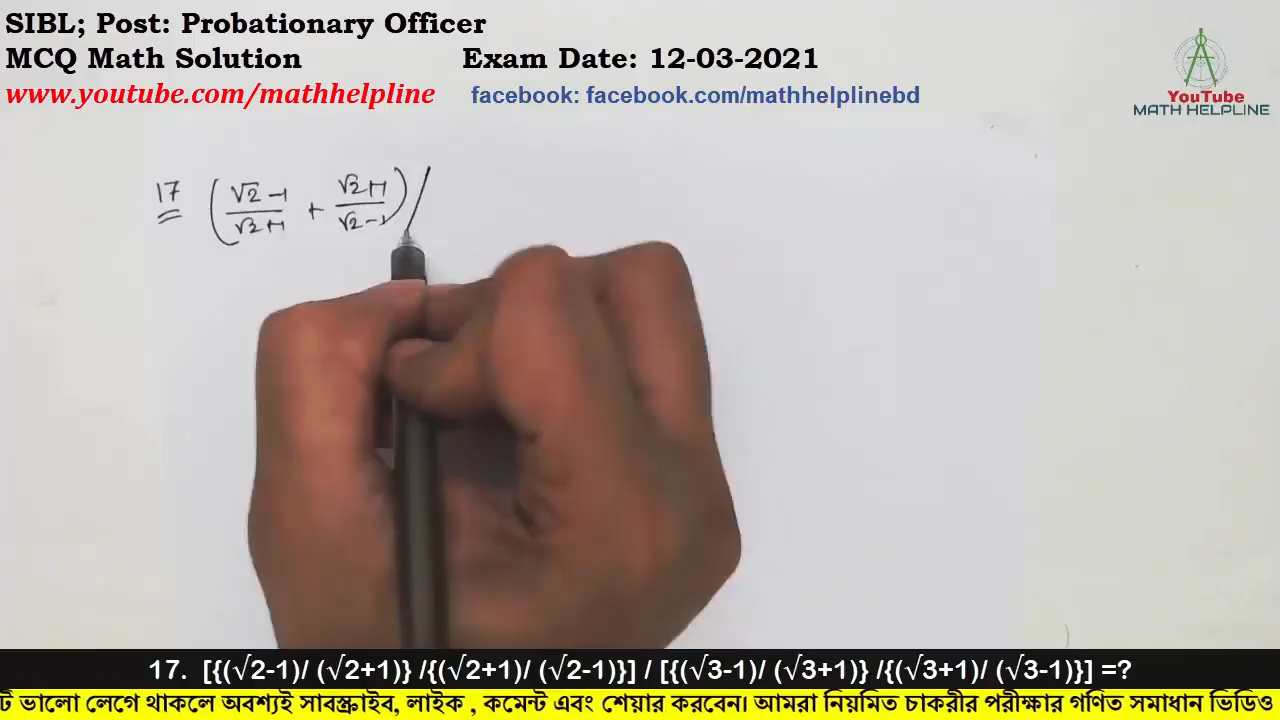 SIBL; Post: Probationary Officer
MCQ Math Solution Exam Date: 12-03-2021
www.youtube.com/mathhelpline facebook: facebook.com/mathhelplinebd
YouTube
MATH HELPLINE
17 (√2-1/√2+1 + √2+1/√2-1) /
17. [{(√2-1)/ (√2+1)} /{(√2+1)/ (√2-1)}] / [{(√3-1)/ (√3+1)} /{(√3+1)/ (√3-1)}] =?
টি ভালো লেগে থাকলে অবশ্যই সাবস্ক্রাইব, লাইক , কমেন্ট এবং শেয়ার করবেন। আমরা নিয়মিত চাকরীর পরীক্ষার গণিত সমাধান ভিডিও